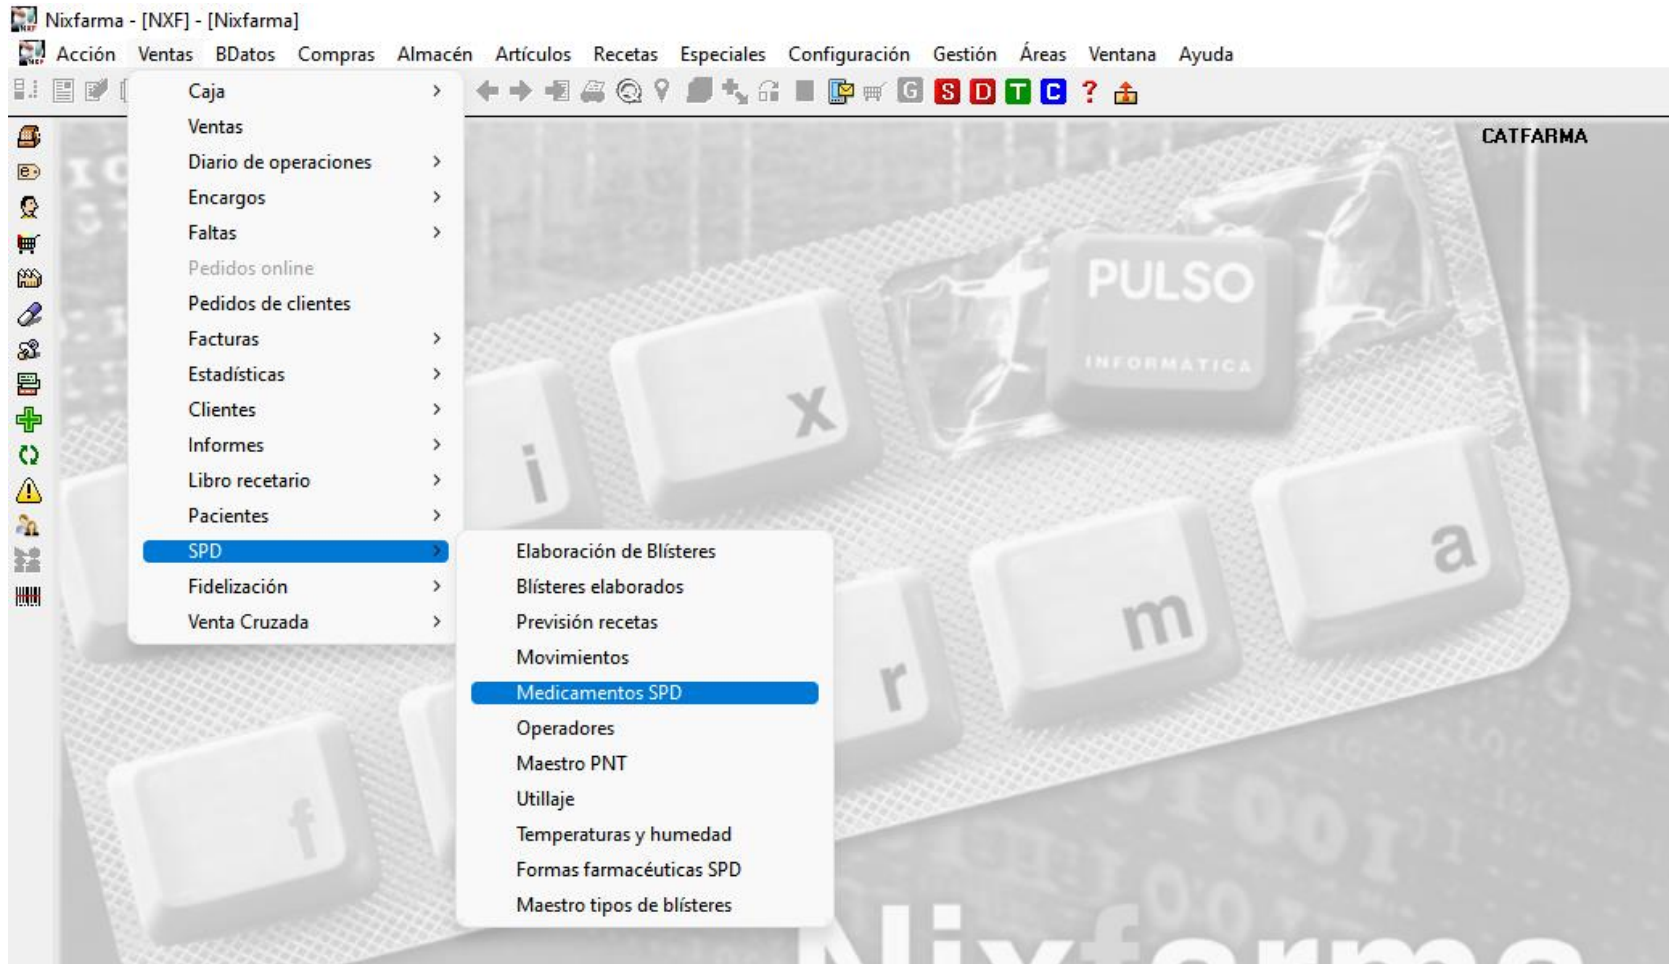 Nixfarma - [NXF] - [Nixfarma]
Acción Ventas BDatos Compras Almacén Artículos Recetas Especiales Configuración Gestión Áreas Ventana Ayuda
G S D T C ?
CATFARMA
Caja
Ventas
Diario de operaciones
Encargos
Faltas
Pedidos online
Pedidos de clientes
Facturas
Estadísticas
Clientes
Informes
Libro recetario
Pacientes
SPD
Fidelización
Venta Cruzada
Elaboración de Blísteres
Blísteres elaborados
Previsión recetas
Movimientos
Medicamentos SPD
Operadores
Maestro PNT
Utillaje
Temperaturas y humedad
Formas farmacéuticas SPD
Maestro tipos de blísteres
PULSO
INFORMÁTICA
i x
f r m a
Nixfarma